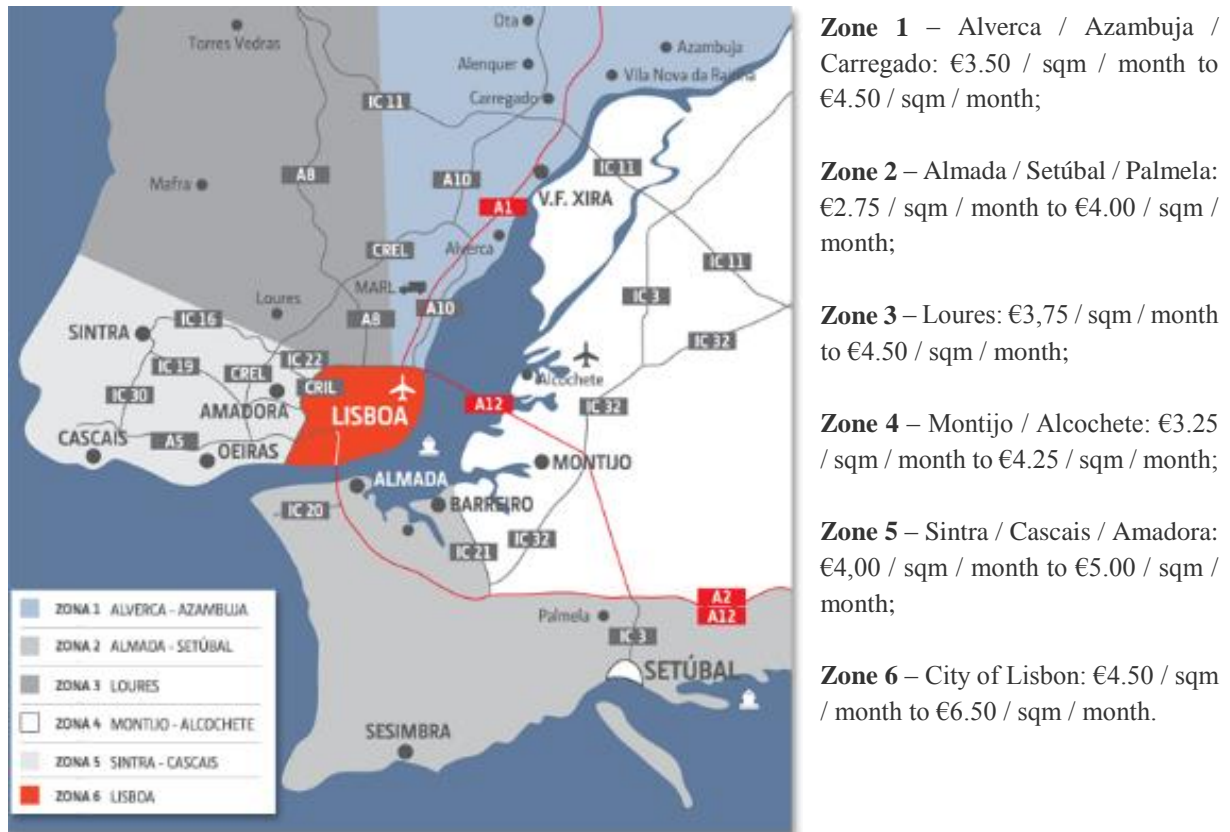 Ota
Torres Vedras
Azambuja
Alenquer
Vila Nova da Rainha
Carregado
IC 11
IC 11
A8
A10
Mafra
V.F. XIRA
A1
Alverca
CREL
IC 11
MARL
IC 3
Loures
A10
A8
SINTRA
IC 16
IC 32
IC 22
IC 19
CREL
CRIL
Alcochete
IC 30
AMADORA
LISBOA
A12
IC 32
CASCAIS
A5
OEIRAS
MONTIJO
ALMADA
BARREIRO
IC 20
IC 21
IC 32
A2
A12
Palmela
IC 3
SETÚBAL
SESIMBRA
ZONA 1 ALVERCA - AZAMBUJA
ZONA 2 ALMADA - SETÚBAL
ZONA 3 LOURES
ZONA 4 MONTIJO - ALCOCHETE
ZONA 5 SINTRA - CASCAIS
ZONA 6 LISBOA
Zone 1 – Alverca / Azambuja /
Carregado: €3.50 / sqm / month to
€4.50 / sqm / month;
Zone 2 – Almada / Setúbal / Palmela:
€2.75 / sqm / month to €4.00 / sqm /
month;
Zone 3 – Loures: €3,75 / sqm / month
to €4.50 / sqm / month;
Zone 4 – Montijo / Alcochete: €3.25
/ sqm / month to €4.25 / sqm / month;
Zone 5 – Sintra / Cascais / Amadora:
€4,00 / sqm / month to €5.00 / sqm /
month;
Zone 6 – City of Lisbon: €4.50 / sqm
/ month to €6.50 / sqm / month.